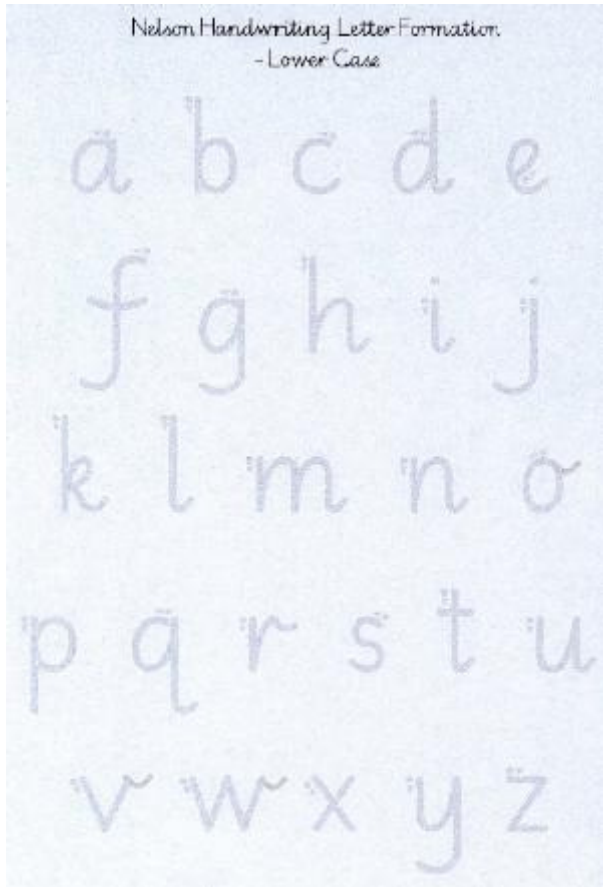 Nelson Handwriting Letter Formation
- Lower Case
a b c d e
f g h i j
k l m n o
p q r s t u
v w x y z